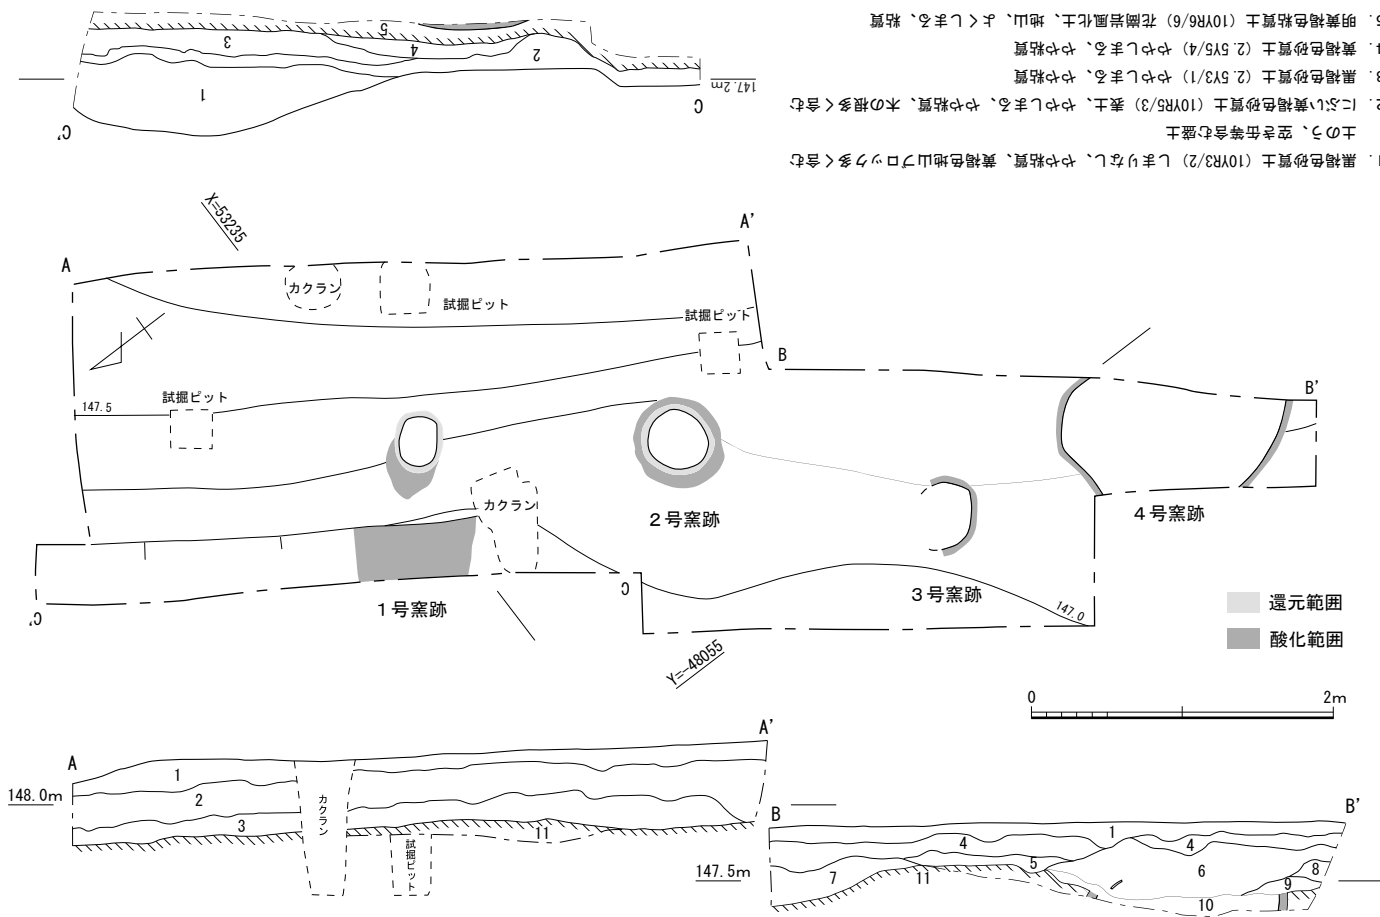 1. 黒褐色砂質土 (10YR3/2) しまりなし、やや粘質、黄褐色地山ブロック多く含む
土のう、空き缶等含む盛土
2. にぶい黄褐色砂質土 (10YR5/3) 表土、ややしまる、やや粘質、木の根多く含む
3. 黒褐色砂質土 (2.5Y3/1) ややしまる、やや粘質
4. 黄褐色砂質土 (2.5Y5/4) ややしまる、やや粘質
5. 明黄褐色粘質土 (10YR6/6) 花崗岩風化土、地山、よくしまる、粘質
5
3
4
2
1
147.2m
C'
C
X=53235
A
A'
カクラン
試掘ピット
試掘ピット
B
B'
試掘ピット
147.5
カクラン
2号窯跡
4号窯跡
C'
1号窯跡
C
3号窯跡
147.0
還元範囲
酸化範囲
Y=-48055
0
2m
A
A'
148.0m
1
2
3
カクラン
試掘ピット
11
B
B'
147.5m
1
4
4
5
6
7
8
9
10
11